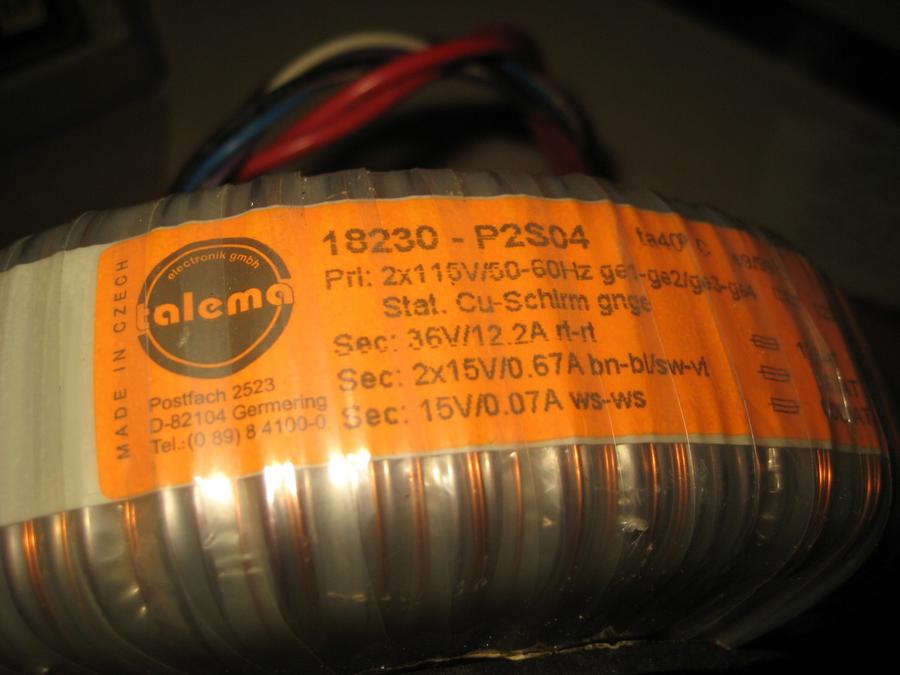 MADE IN CZECH
electronik gmbh
talema
Postfach 2523
D-82104 Germering
Tel.:(0 89) 8 4100-0
18230 - P2S04 ta40°C
Pri: 2x115V/50-60Hz ge1-ge2/ge3-ge4
Stat. Cu-Schirm gnge
Sec: 36V/12.2A rt-rt
Sec: 2x15V/0.67A bn-bl/sw-vt
Sec: 15V/0.07A ws-ws